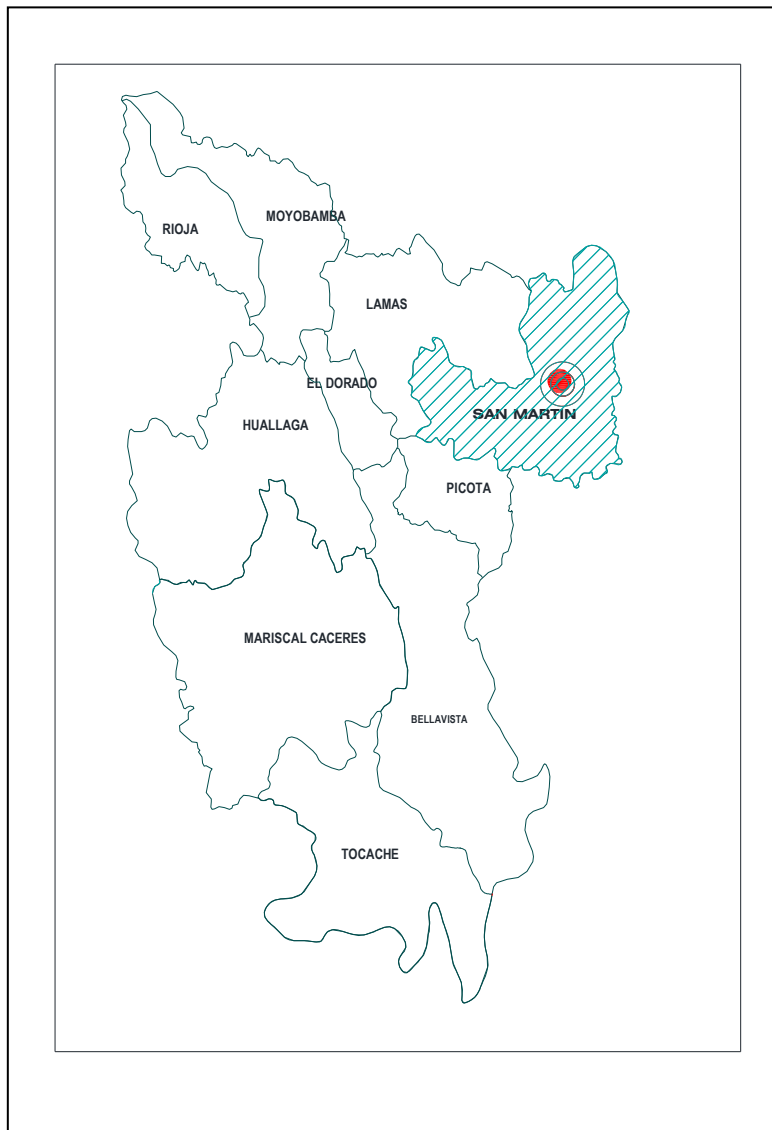 MOYOBAMBA
RIOJA
LAMAS
EL DORADO
SAN MARTIN
HUALLAGA
PICOTA
MARISCAL CACERES
BELLAVISTA
TOCACHE